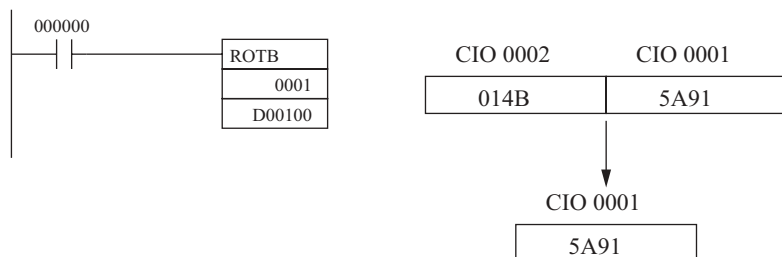 000000
ROTB
0001
D00100
CIO 0002 CIO 0001
014B 5A91
CIO 0001
5A91